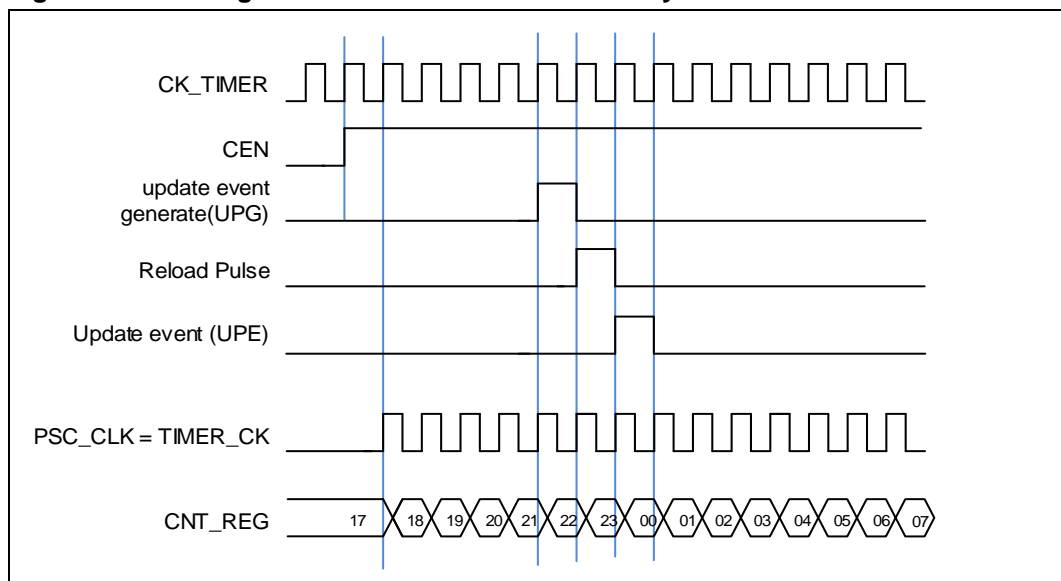 CK_TIMER
CEN
update event
generate(UPG)
Reload Pulse
Update event (UPE)
PSC_CLK = TIMER_CK
CNT_REG 17 18 19 20 21 22 23 00 01 02 03 04 05 06 07